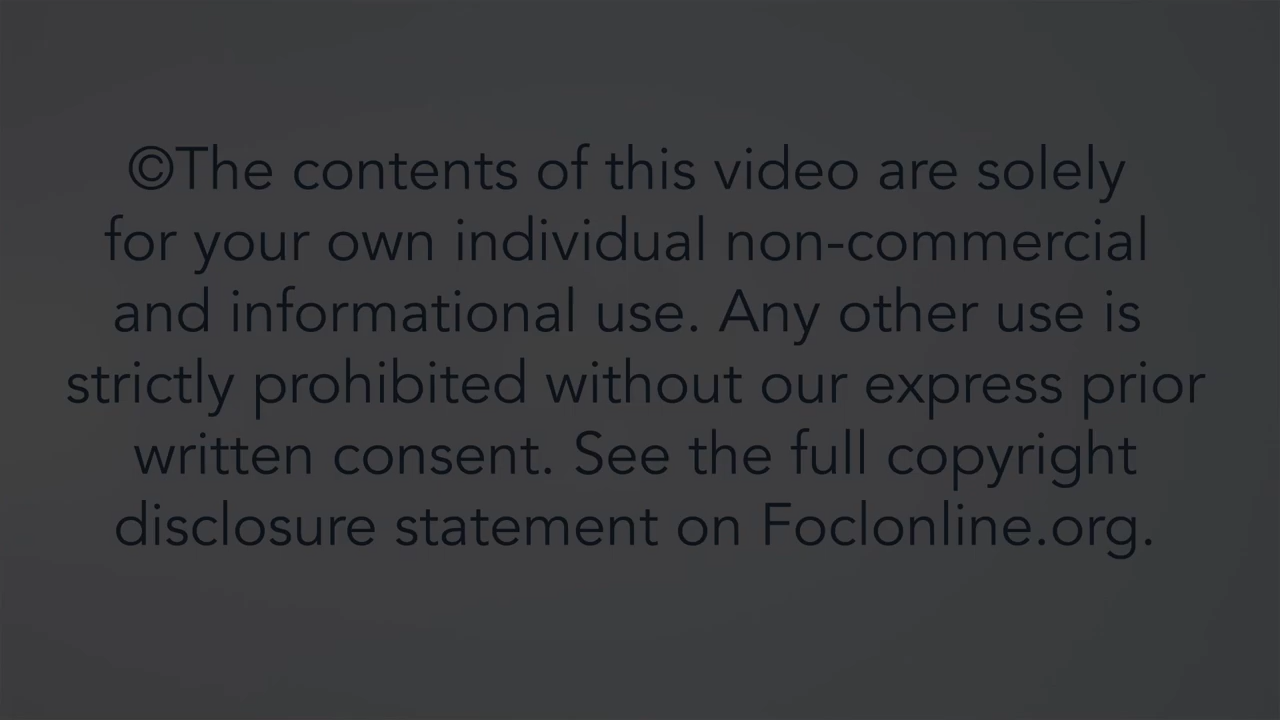 ©The contents of this video are solely
for your own individual non-commercial
and informational use. Any other use is
strictly prohibited without our express prior
written consent. See the full copyright
disclosure statement on Foclonline.org.